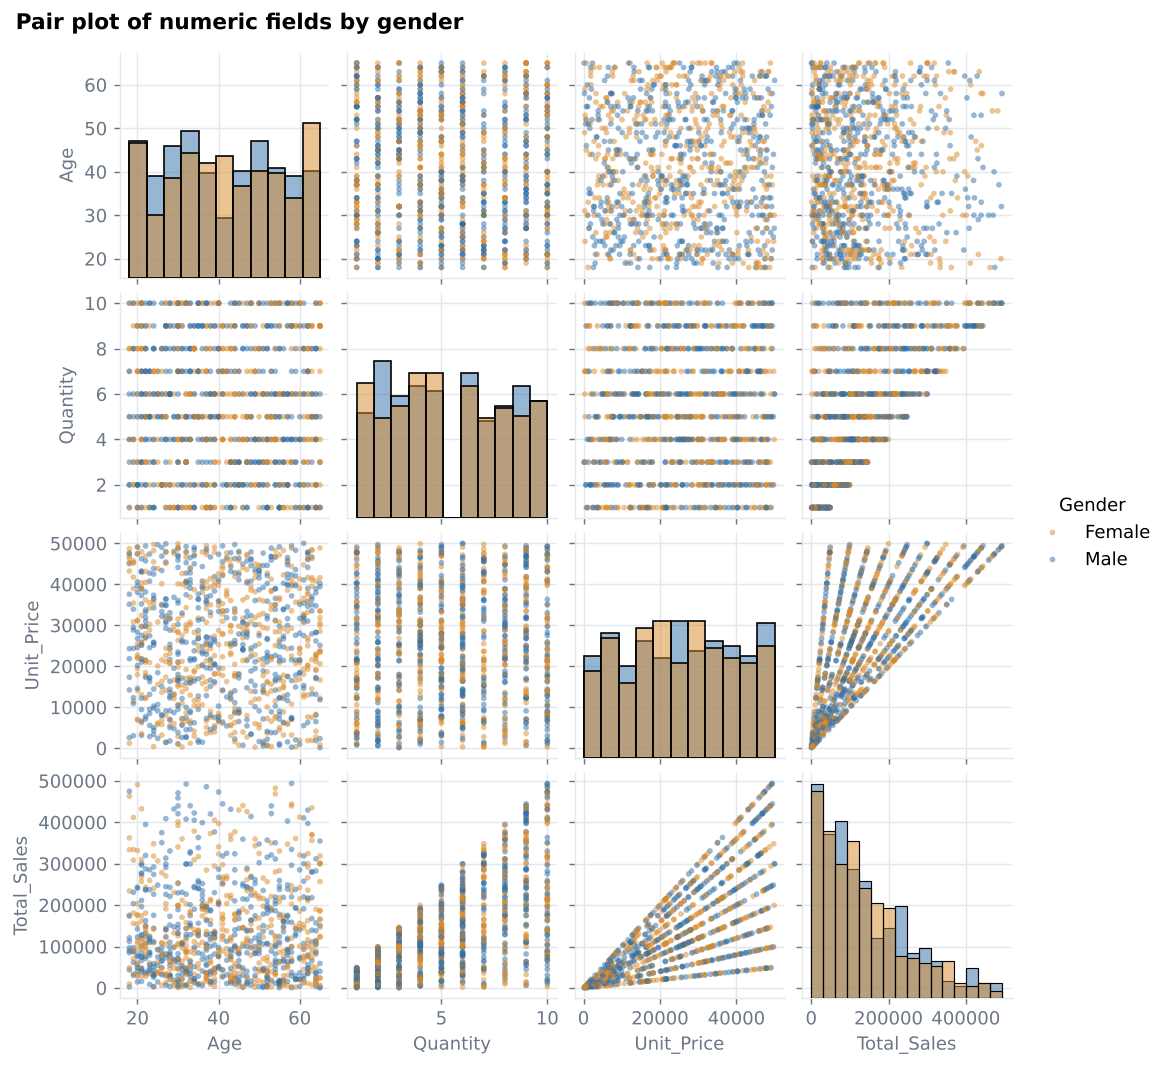 Pair plot of numeric fields by gender
60
50
40
30
20
Age
10
8
6
4
2
Quantity
Gender
Female
Male
50000
40000
30000
20000
10000
0
Unit_Price
500000
400000
300000
200000
100000
0
Total_Sales
20 40 60 5 10 0 20000 40000 0 200000 400000
Age Quantity Unit_Price Total_Sales